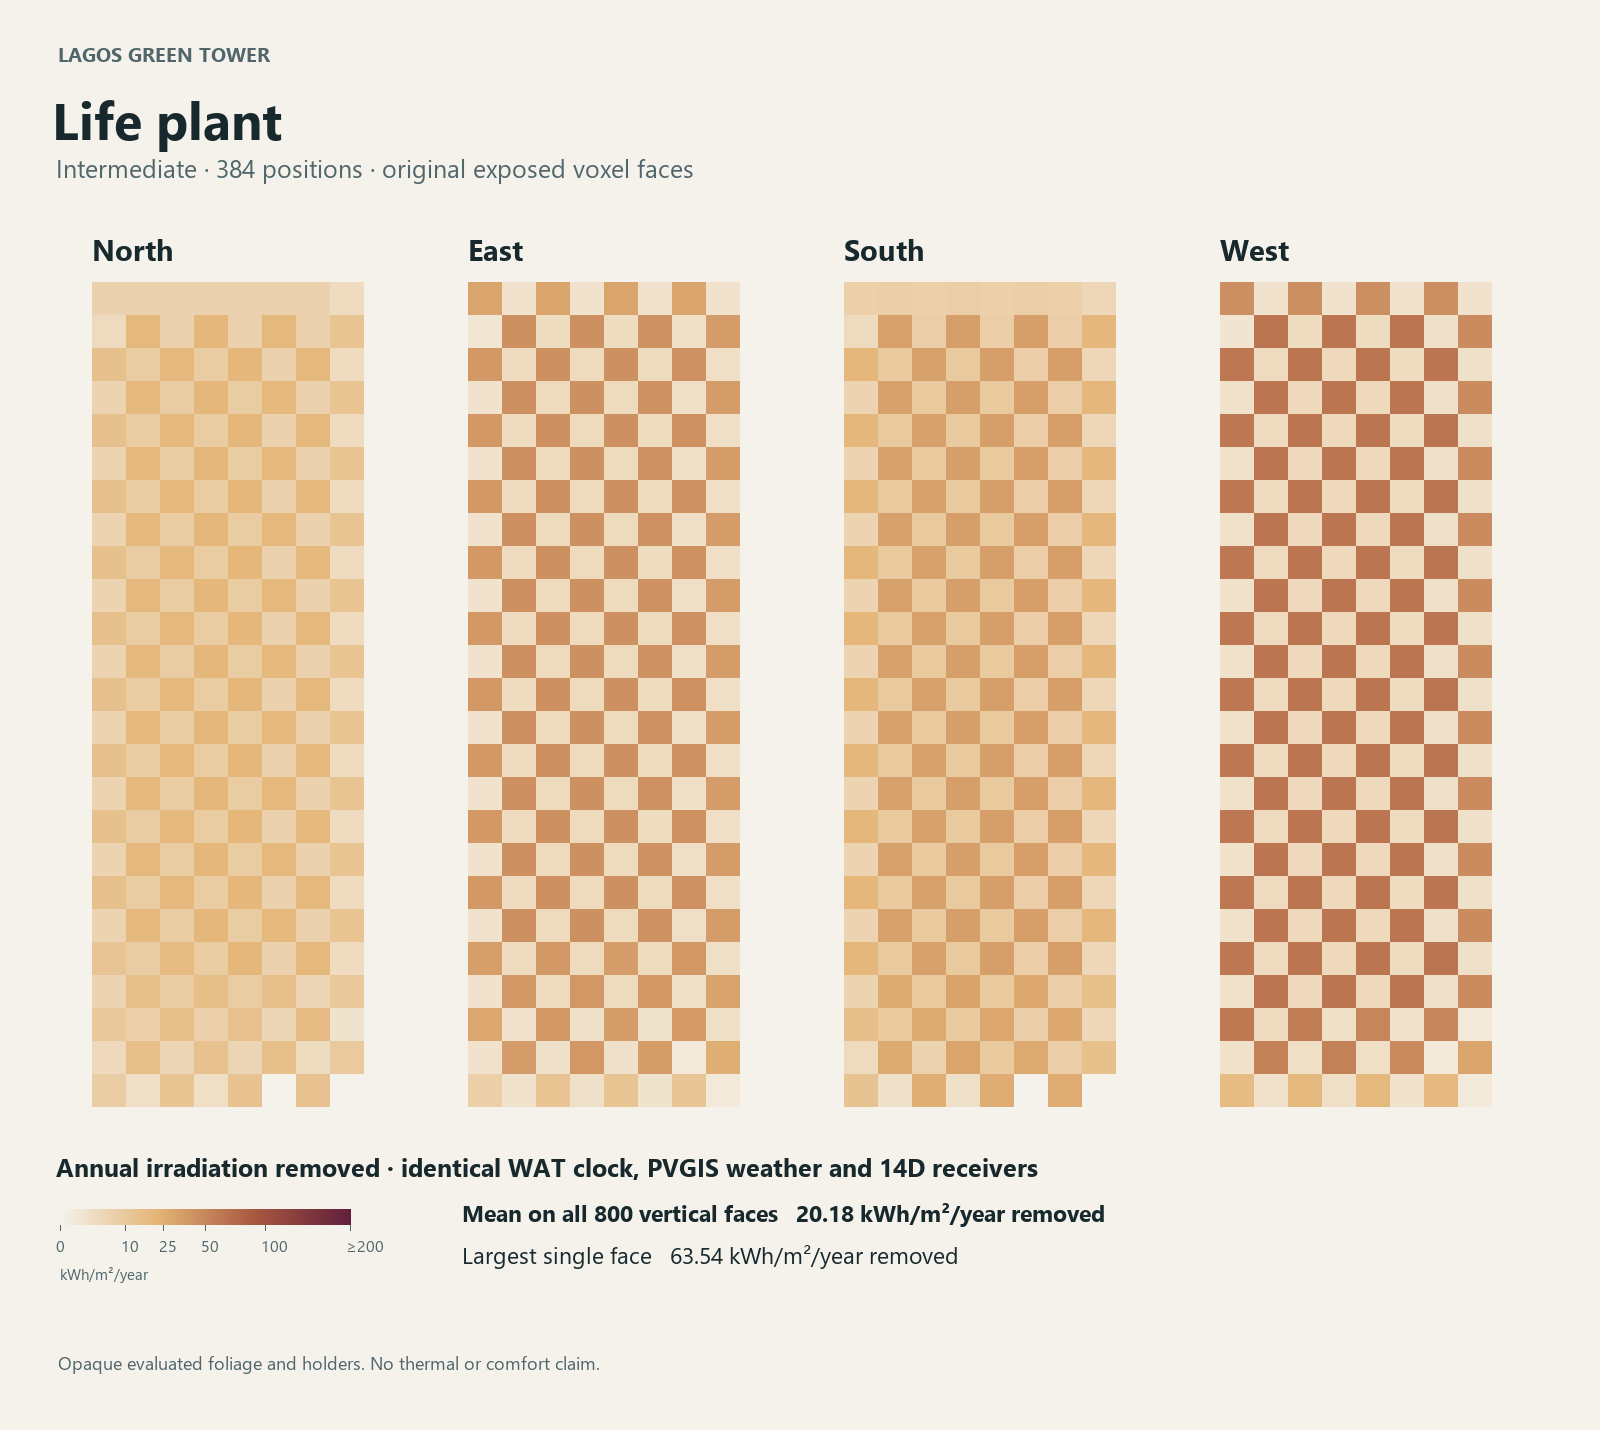 LAGOS GREEN TOWER
Life plant
Intermediate · 384 positions · original exposed voxel faces
North East South West
Annual irradiation removed · identical WAT clock, PVGIS weather and 14D receivers
Mean on all 800 vertical faces 20.18 kWh/m²/year removed
0 10 25 50 100 ≥200
Largest single face 63.54 kWh/m²/year removed
kWh/m²/year
Opaque evaluated foliage and holders. No thermal or comfort claim.